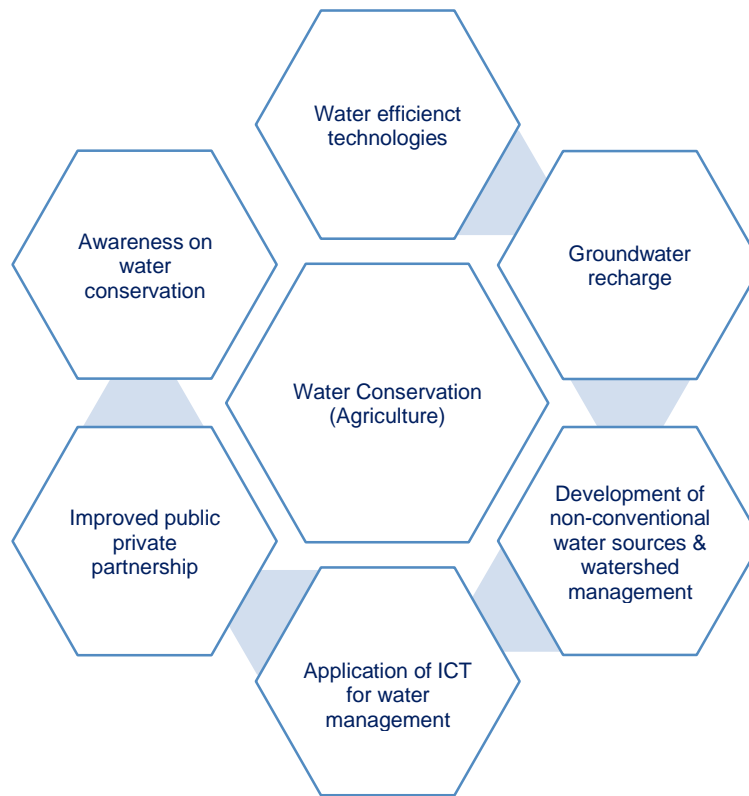 Water efficienct
technologies
Awareness on
water
conservation
Groundwater
recharge
Water Conservation
(Agriculture)
Improved public
private
partnership
Development of
non-conventional
water sources &
watershed
management
Application of ICT
for water
management